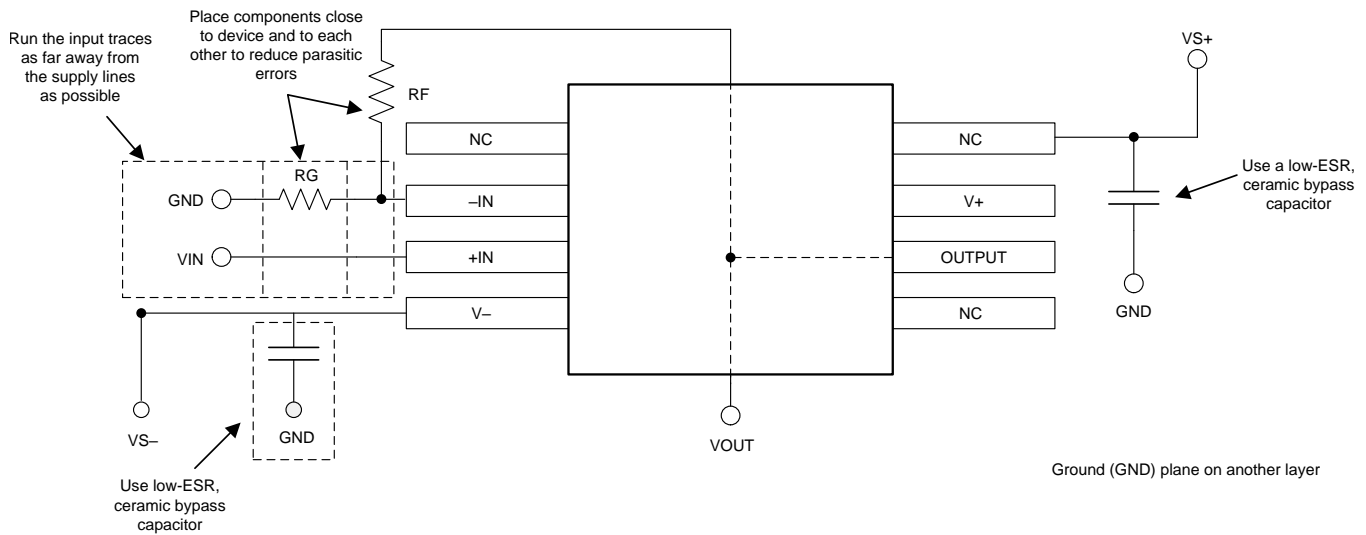 Run the input traces
as far away from
the supply lines
as possible
Place components close
to device and to each
other to reduce parasitic
errors
RF
RG
GND
VIN
NC
–IN
+IN
V–
VS–
GND
Use low-ESR,
ceramic bypass
capacitor
VOUT
NC
V+
OUTPUT
NC
VS+
GND
Use a low-ESR,
ceramic bypass
capacitor
Ground (GND) plane on another layer